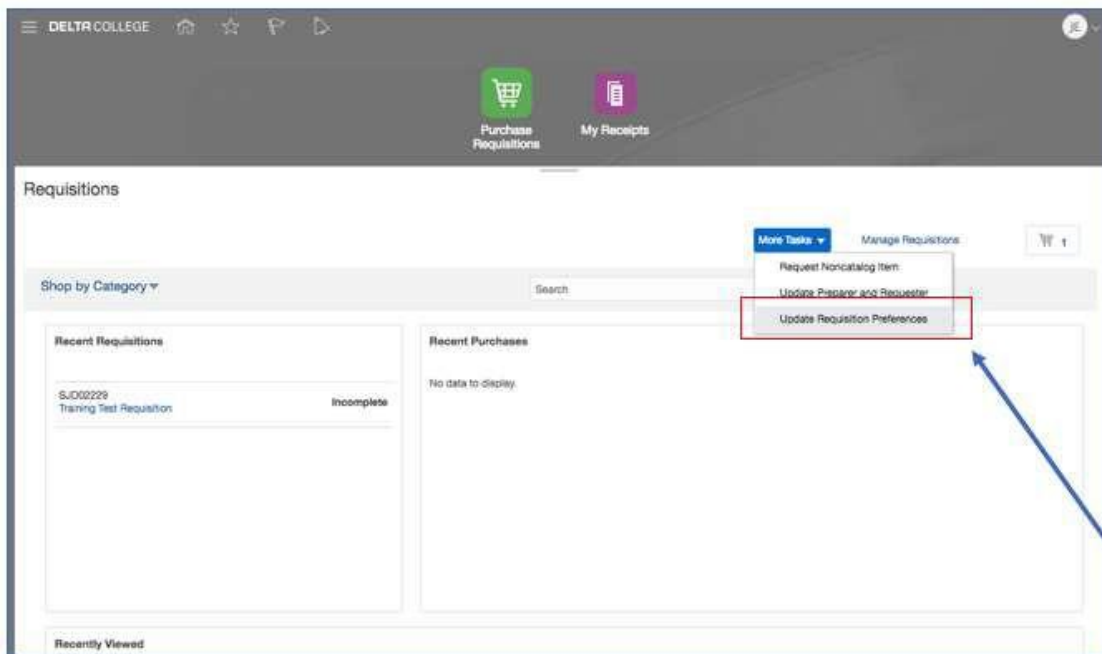 DELTA COLLEGE
JE
Purchase
Requisitions
My Receipts
Requisitions
More Tasks
Manage Requisitions
1
Request Noncatalog Item
Update Preparer and Requester
Update Requisition Preferences
Shop by Category
Search
Recent Requisitions
SJD02229
Training Test Requisition
Incomplete
Recent Purchases
No data to display.
Recently Viewed